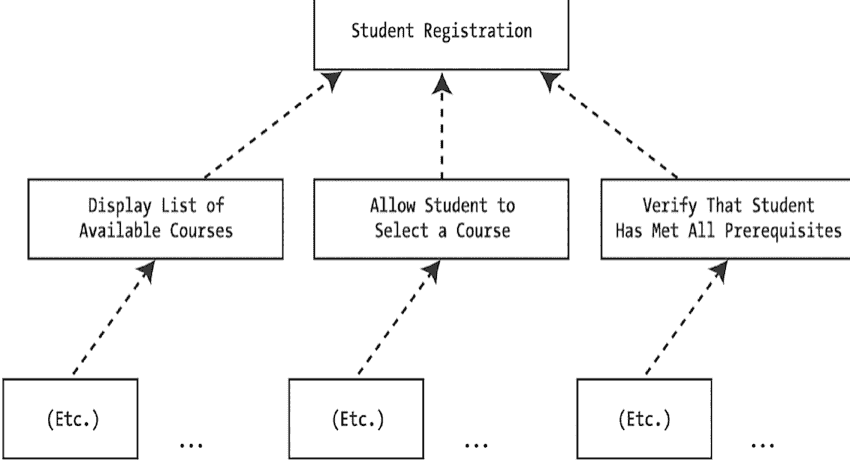 Student Registration
Display List of
Available Courses
Allow Student to
Select a Course
Verify That Student
Has Met All Prerequisites
(Etc.)
...
(Etc.)
...
(Etc.)
...